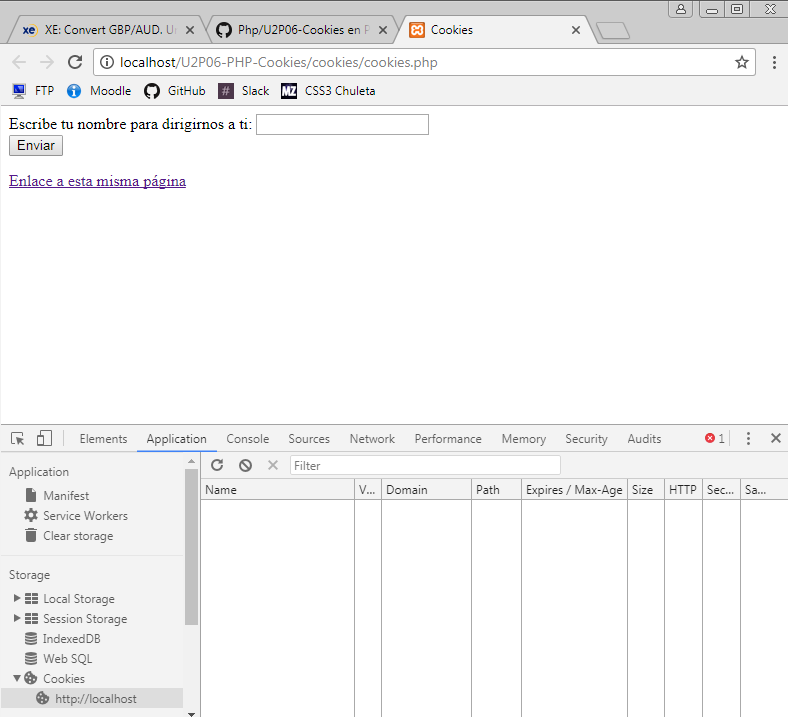 XE: Convert GBP/AUD. Un
Php/U2P06-Cookies en P
Cookies
localhost/U2P06-PHP-Cookies/cookies/cookies.php
FTP Moodle GitHub Slack CSS3 Chuleta
Escribe tu nombre para dirigirnos a ti:
Enviar
Enlace a esta misma página
Elements Application Console Sources Network Performance Memory Security Audits 1
Application
Manifest
Service Workers
Clear storage
Storage
Local Storage
Session Storage
IndexedDB
Web SQL
Cookies
http://localhost
Filter
Name V... Domain Path Expires / Max-Age Size HTTP Sec... Sa...